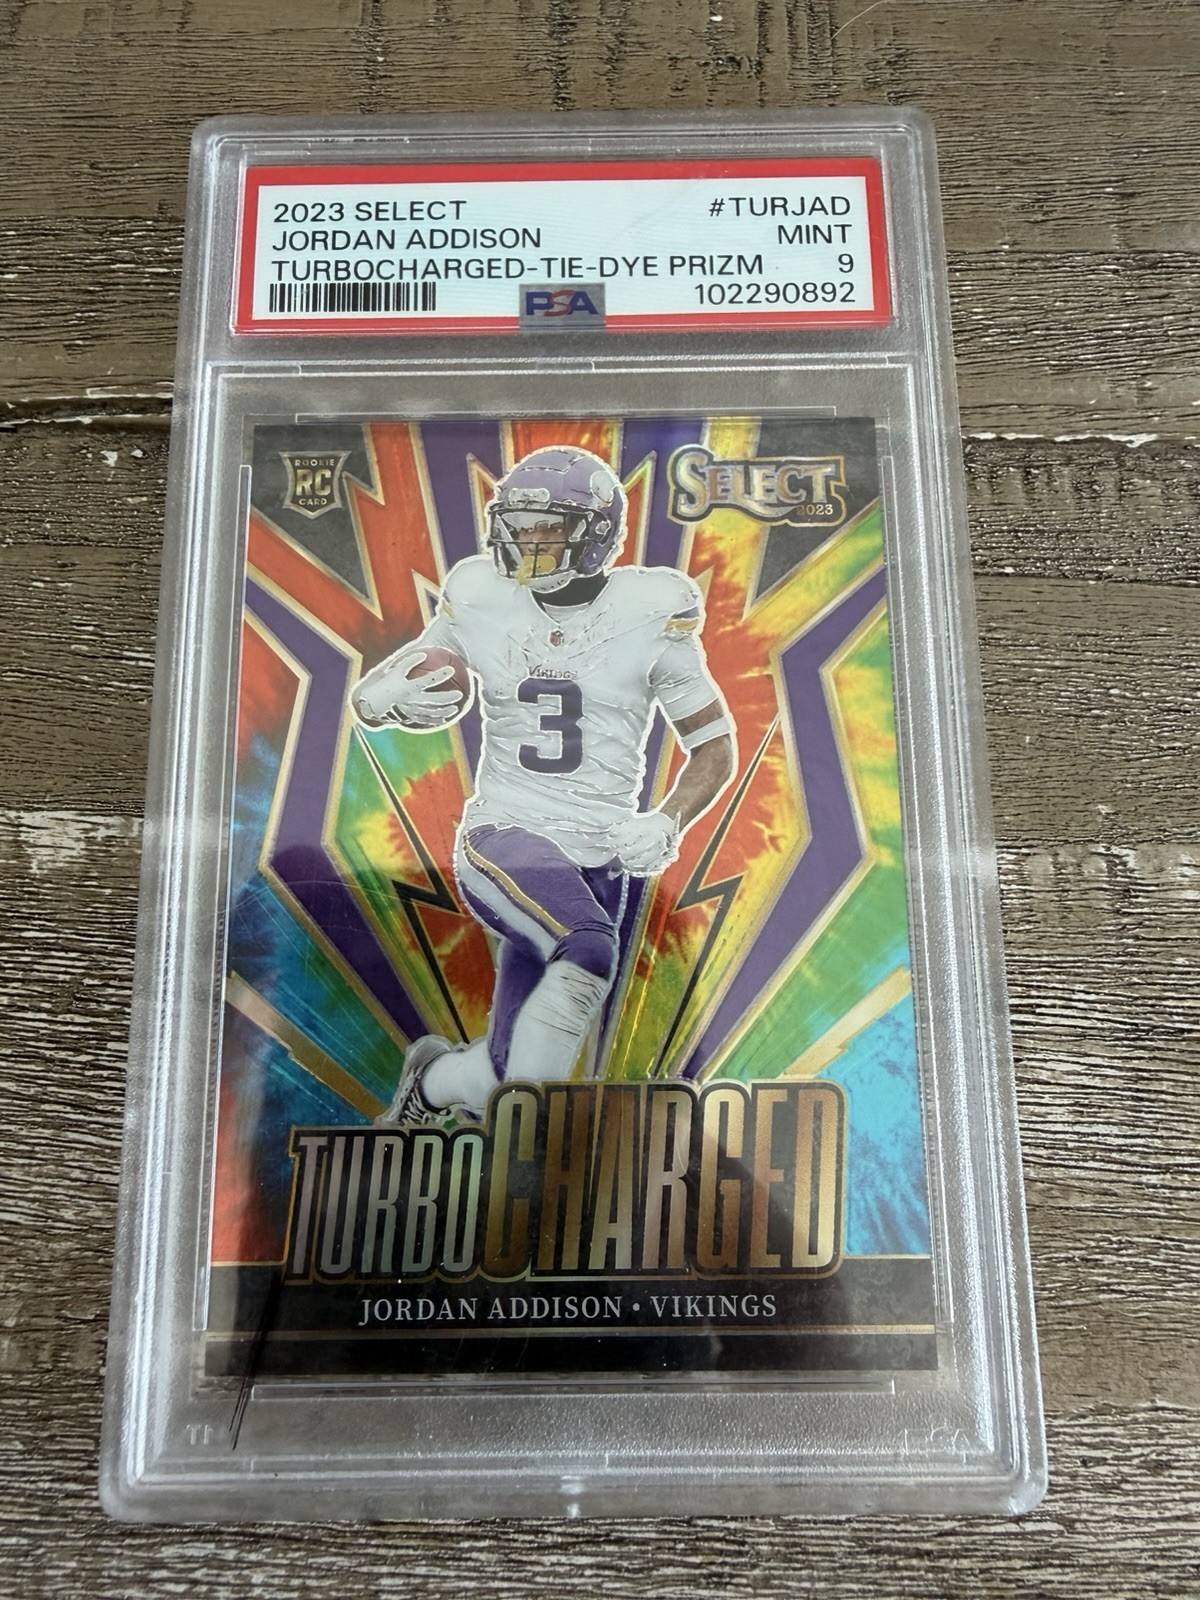 2023 SELECT #TURJAD
JORDAN ADDISON MINT
TURBOCHARGED-TIE-DYE PRIZM 9
PSA 102290892
ROOKIE
RC
CARD
SELECT
2023
VIKINGS
3
TURBOCHARGED
JORDAN ADDISON • VIKINGS